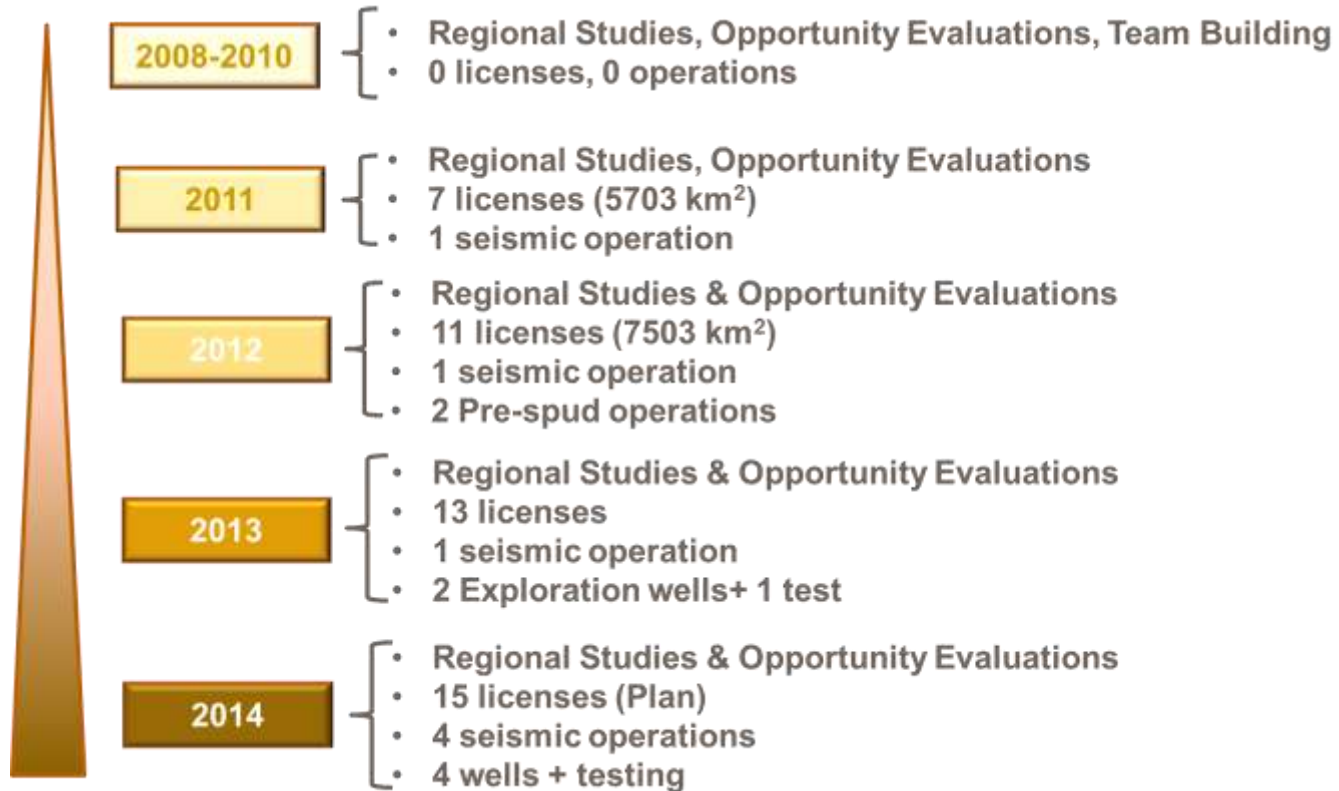 2008-2010
• Regional Studies, Opportunity Evaluations, Team Building
• 0 licenses, 0 operations
2011
• Regional Studies, Opportunity Evaluations
• 7 licenses (5703 km²)
• 1 seismic operation
2012
• Regional Studies & Opportunity Evaluations
• 11 licenses (7503 km²)
• 1 seismic operation
• 2 Pre-spud operations
2013
• Regional Studies & Opportunity Evaluations
• 13 licenses
• 1 seismic operation
• 2 Exploration wells+ 1 test
2014
• Regional Studies & Opportunity Evaluations
• 15 licenses (Plan)
• 4 seismic operations
• 4 wells + testing